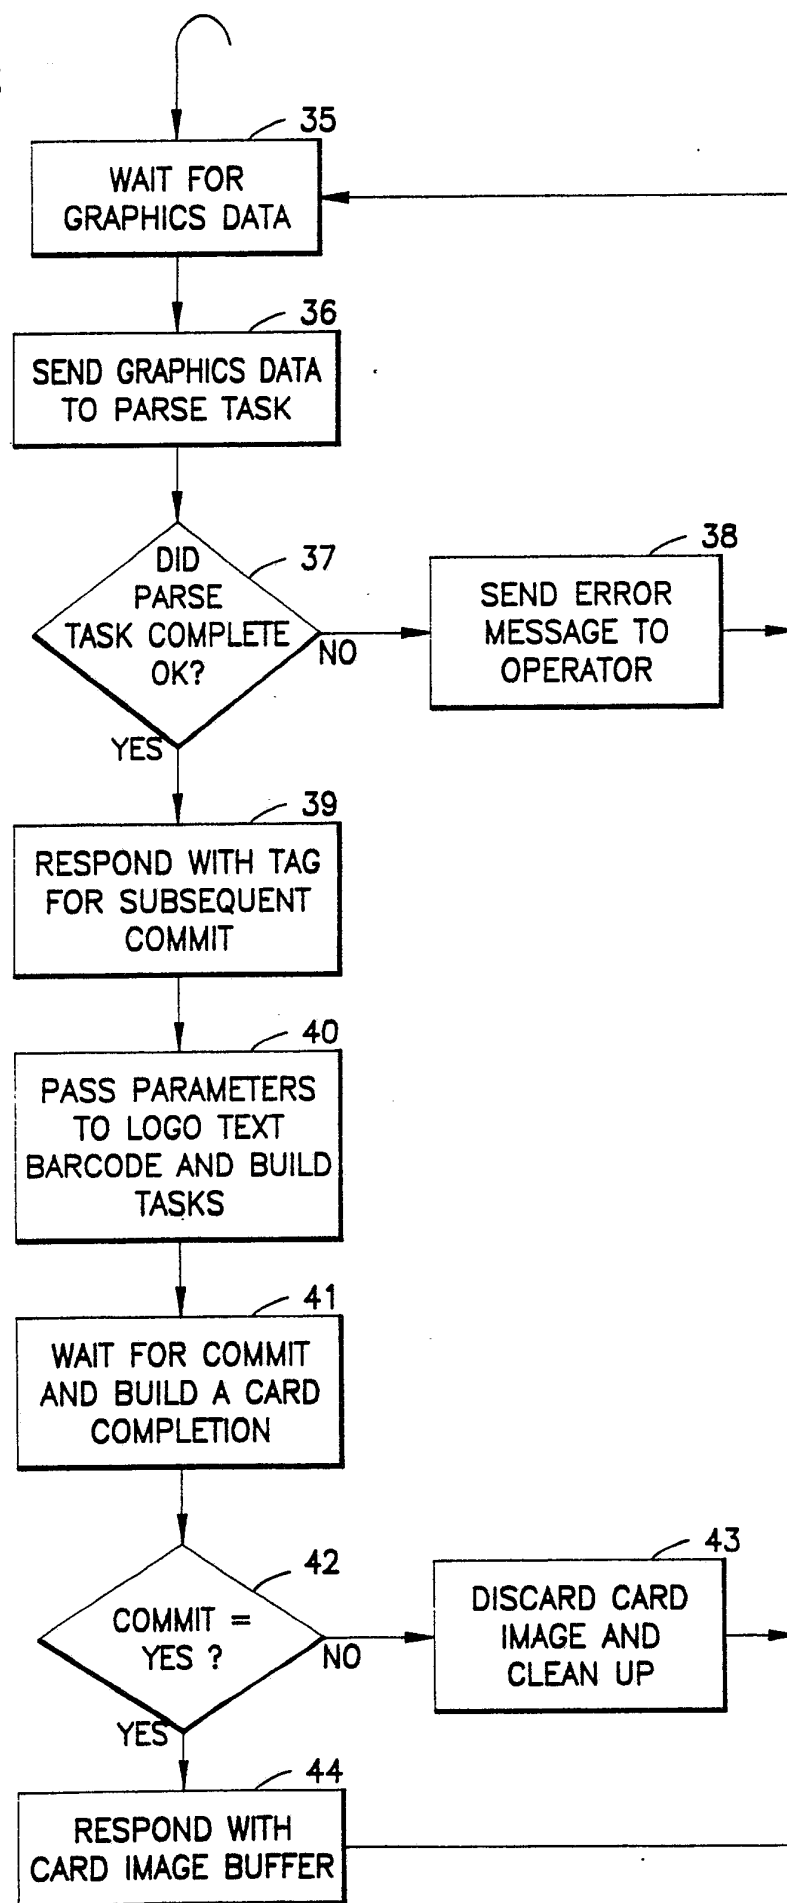 35
WAIT FOR
GRAPHICS DATA
36
SEND GRAPHICS DATA
TO PARSE TASK
37
DID
PARSE
TASK COMPLETE
OK?
NO
YES
38
SEND ERROR
MESSAGE TO
OPERATOR
39
RESPOND WITH TAG
FOR SUBSEQUENT
COMMIT
40
PASS PARAMETERS
TO LOGO TEXT
BARCODE AND BUILD
TASKS
41
WAIT FOR COMMIT
AND BUILD A CARD
COMPLETION
42
COMMIT =
YES ?
NO
YES
43
DISCARD CARD
IMAGE AND
CLEAN UP
44
RESPOND WITH
CARD IMAGE BUFFER